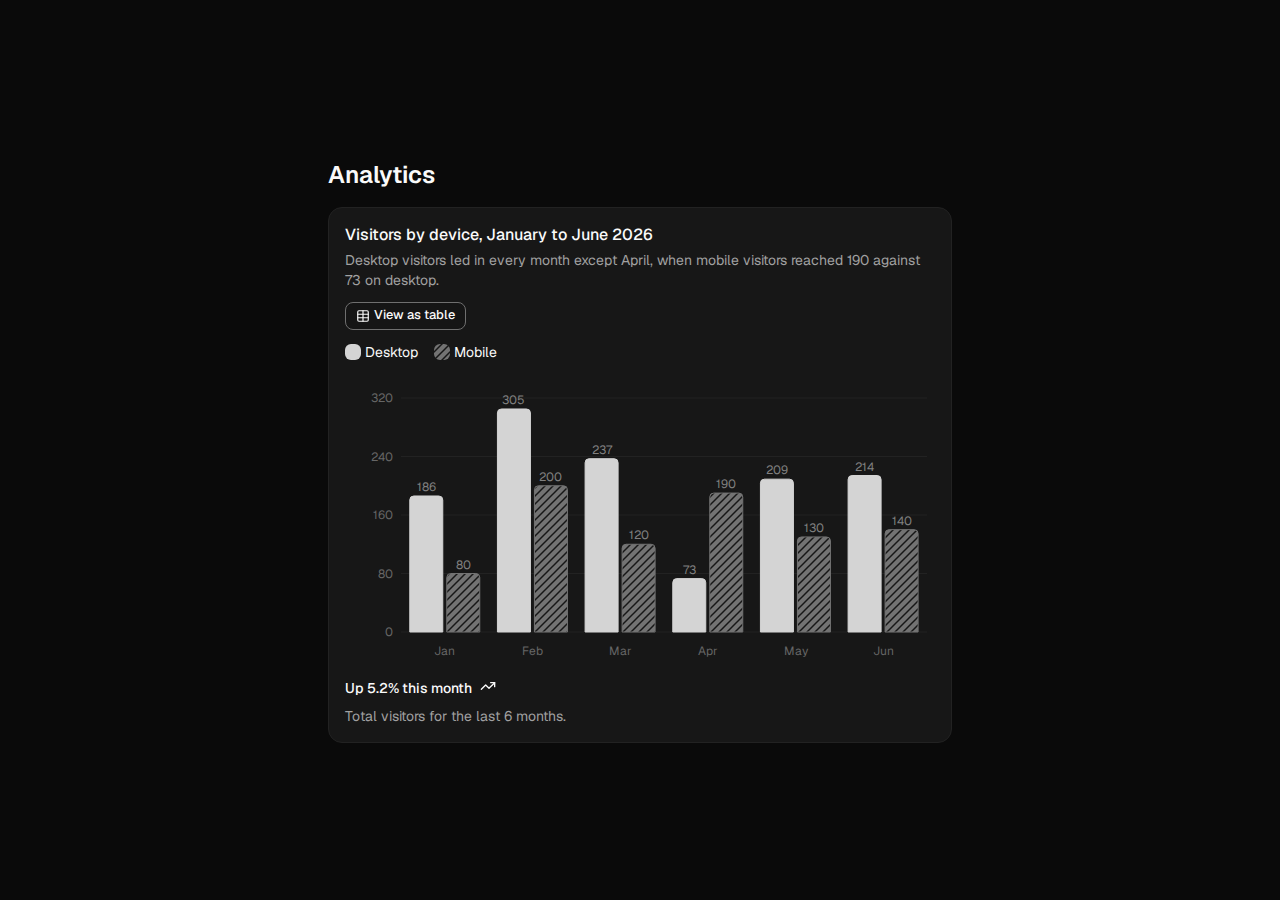 Analytics
Visitors by device, January to June 2026
Desktop visitors led in every month except April, when mobile visitors reached 190 against
73 on desktop.
View as table
Desktop Mobile
320
240
160
80
0
186
80
305
200
237
120
73
190
209
130
214
140
Jan Feb Mar Apr May Jun
Up 5.2% this month
Total visitors for the last 6 months.